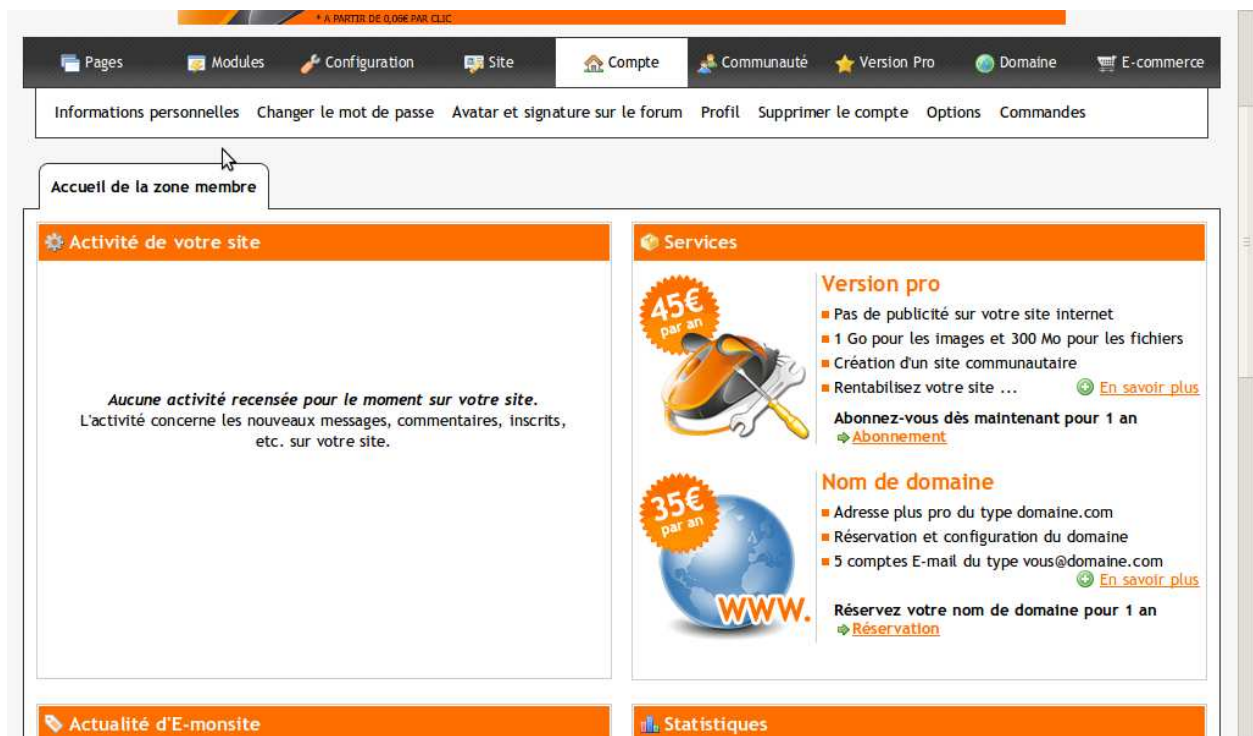 * A PARTIR DE 0,06€ PAR CLIC
Pages Modules Configuration Site Compte Communauté Version Pro Domaine E-commerce
Informations personnelles Changer le mot de passe Avatar et signature sur le forum Profil Supprimer le compte Options Commandes
Accueil de la zone membre
Activité de votre site
Aucune activité recensée pour le moment sur votre site.
L'activité concerne les nouveaux messages, commentaires, inscrits,
etc. sur votre site.
Services
45€
par an
Version pro
Pas de publicité sur votre site internet
1 Go pour les images et 300 Mo pour les fichiers
Création d'un site communautaire
Rentabilisez votre site ... En savoir plus
Abonnez-vous dès maintenant pour 1 an
Abonnement
35€
par an
WWW.
Nom de domaine
Adresse plus pro du type domaine.com
Réservation et configuration du domaine
5 comptes E-mail du type vous@domaine.com
En savoir plus
Réservez votre nom de domaine pour 1 an
Réservation
Actualité d'E-monsite
Statistiques